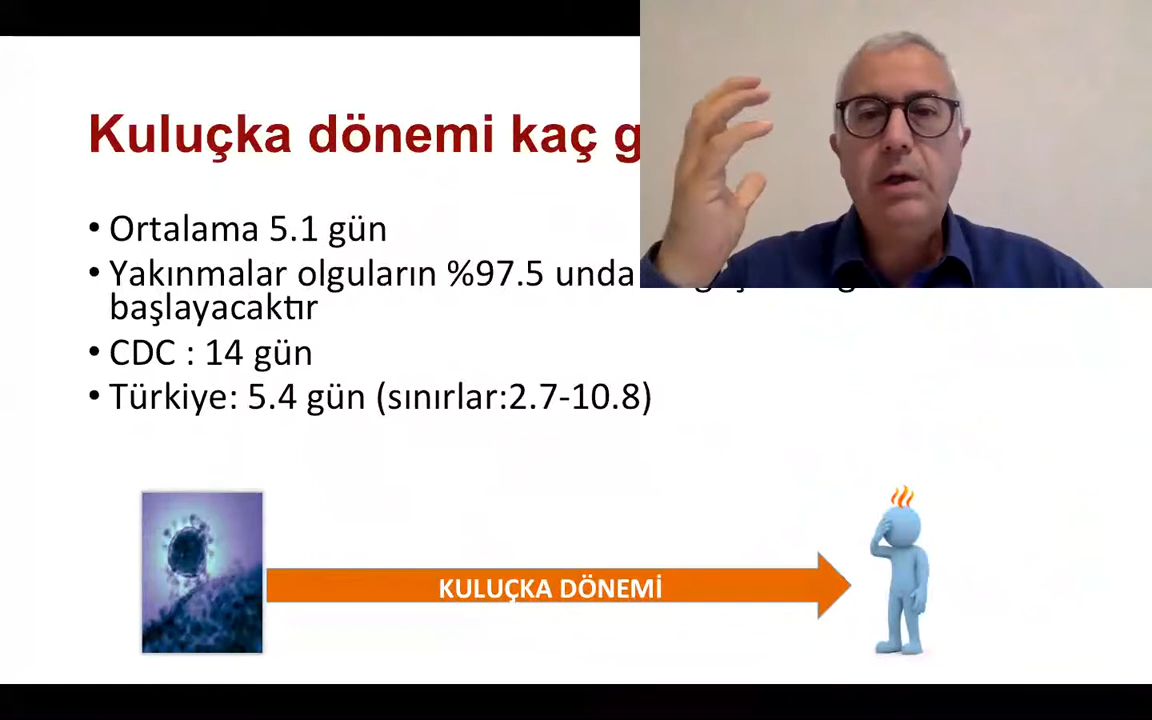 Kuluçka dönemi kaç g
• Ortalama 5.1 gün
• Yakınmalar olguların %97.5 unda
başlayacaktır
• CDC : 14 gün
• Türkiye: 5.4 gün (sınırlar:2.7-10.8)
KULUÇKA DÖNEMİ